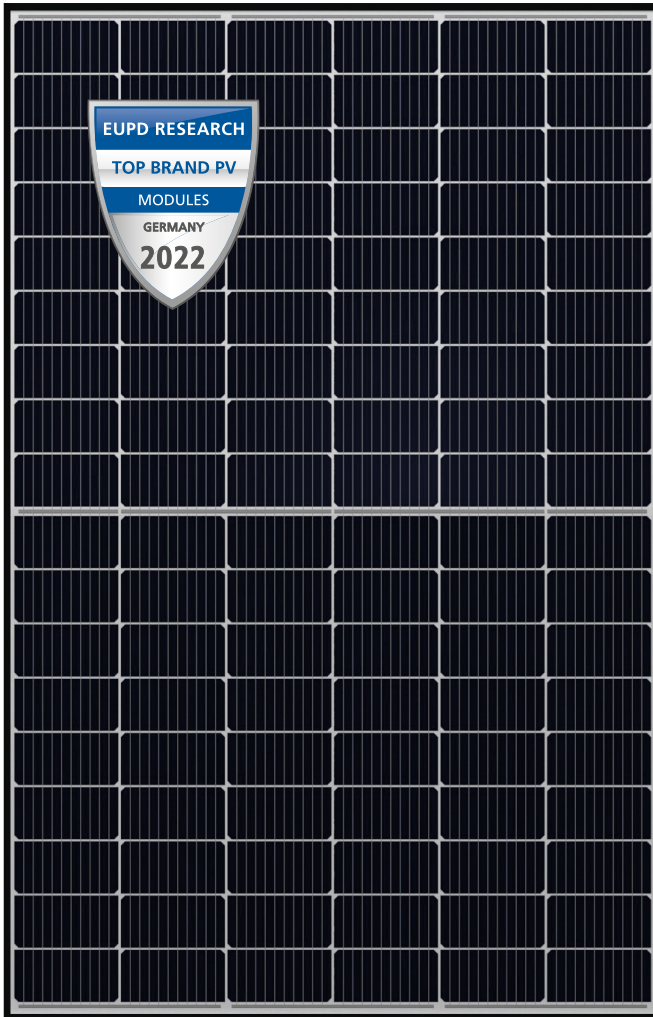 EUPD RESEARCH
TOP BRAND PV
MODULES
GERMANY
2022